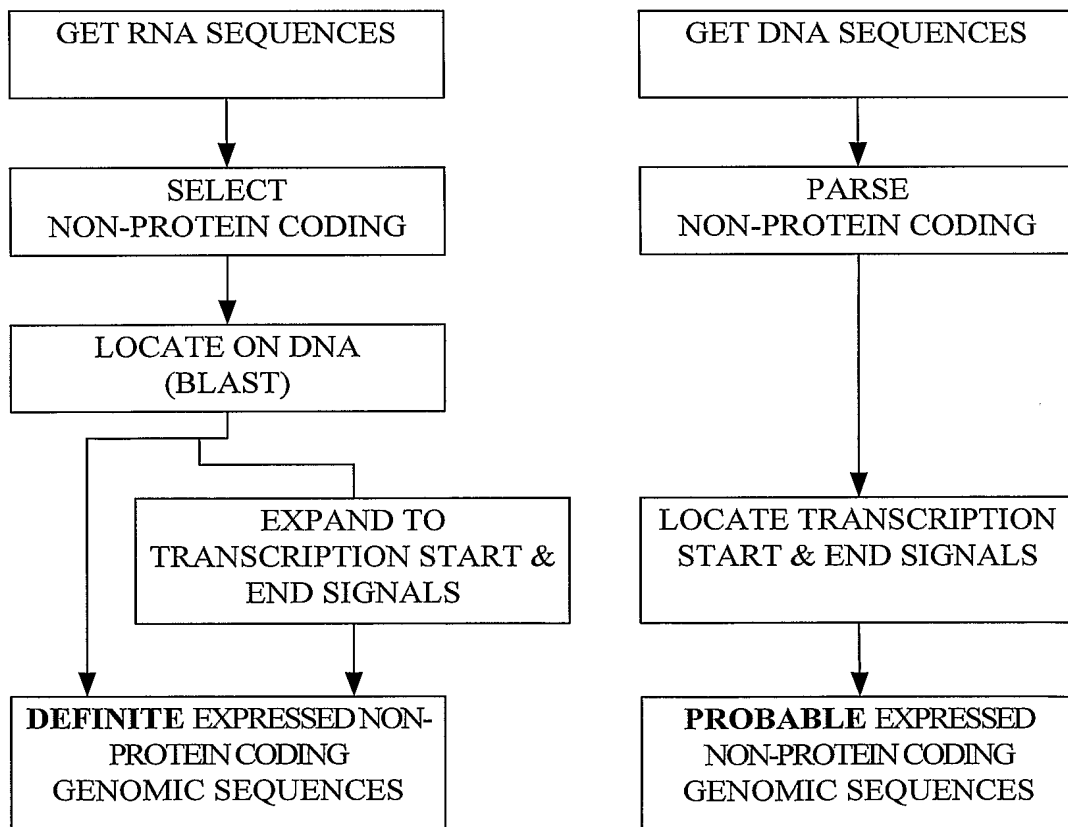 GET RNA SEQUENCES
SELECT
NON-PROTEIN CODING
LOCATE ON DNA
(BLAST)
EXPAND TO
TRANSCRIPTION START &
END SIGNALS
DEFINITE EXPRESSED NON-
PROTEIN CODING
GENOMIC SEQUENCES
GET DNA SEQUENCES
PARSE
NON-PROTEIN CODING
LOCATE TRANSCRIPTION
START & END SIGNALS
PROBABLE EXPRESSED
NON-PROTEIN CODING
GENOMIC SEQUENCES